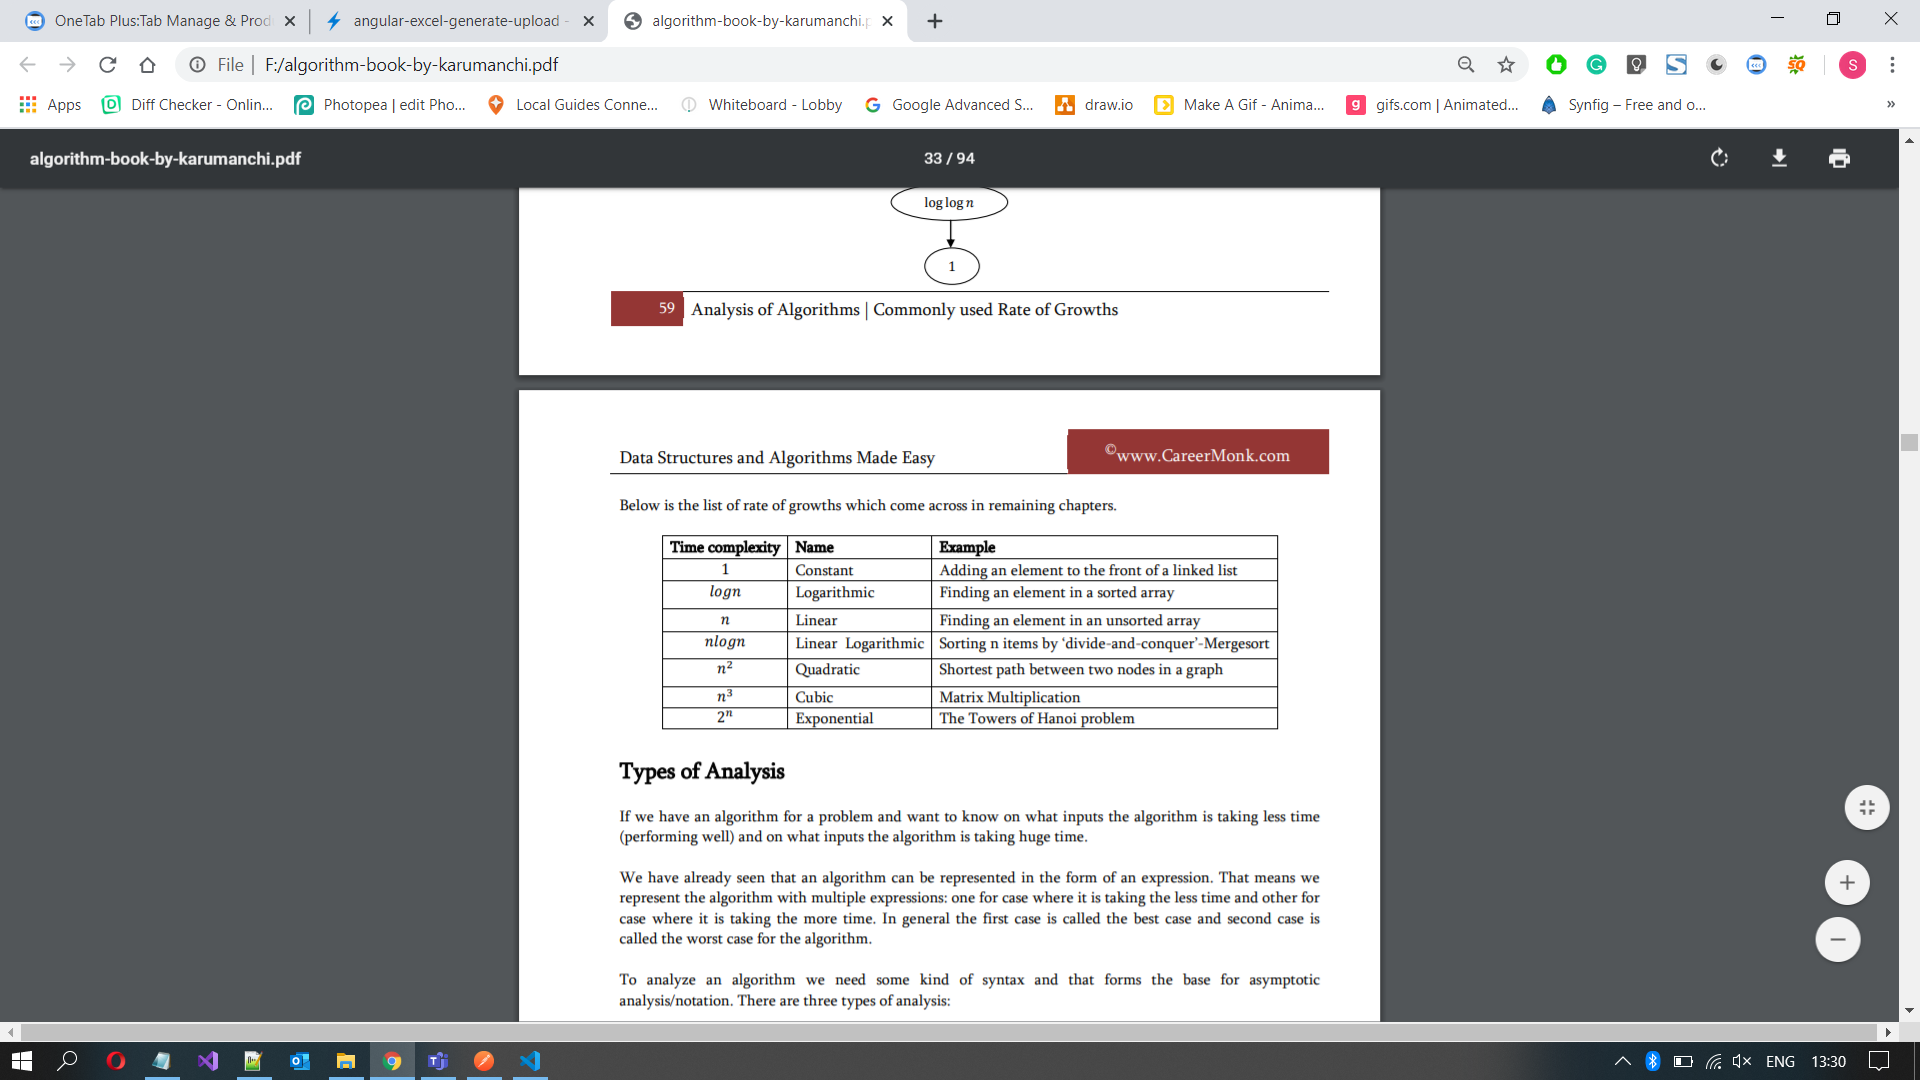 OneTab Plus:Tab Manage & Prod
angular-excel-generate-upload -
algorithm-book-by-karumanchi.p
File | F:/algorithm-book-by-karumanchi.pdf
S
Apps
Diff Checker - Onlin...
Photopea | edit Pho...
Local Guides Conne...
Whiteboard - Lobby
Google Advanced S...
draw.io
Make A Gif - Anima...
gifs.com | Animated...
Synfig – Free and o...
algorithm-book-by-karumanchi.pdf
33 / 94
log log n
1
59 Analysis of Algorithms | Commonly used Rate of Growths
Data Structures and Algorithms Made Easy
©www.CareerMonk.com
Below is the list of rate of growths which come across in remaining chapters.
Time complexity Name Example
1 Constant Adding an element to the front of a linked list
logn Logarithmic Finding an element in a sorted array
n Linear Finding an element in an unsorted array
nlogn Linear Logarithmic Sorting n items by ‘divide-and-conquer’-Mergesort
n² Quadratic Shortest path between two nodes in a graph
n³ Cubic Matrix Multiplication
2ⁿ Exponential The Towers of Hanoi problem
Types of Analysis
If we have an algorithm for a problem and want to know on what inputs the algorithm is taking less time
(performing well) and on what inputs the algorithm is taking huge time.
We have already seen that an algorithm can be represented in the form of an expression. That means we
represent the algorithm with multiple expressions: one for case where it is taking the less time and other for
case where it is taking the more time. In general the first case is called the best case and second case is
called the worst case for the algorithm.
To analyze an algorithm we need some kind of syntax and that forms the base for asymptotic
analysis/notation. There are three types of analysis:
ENG 13:30